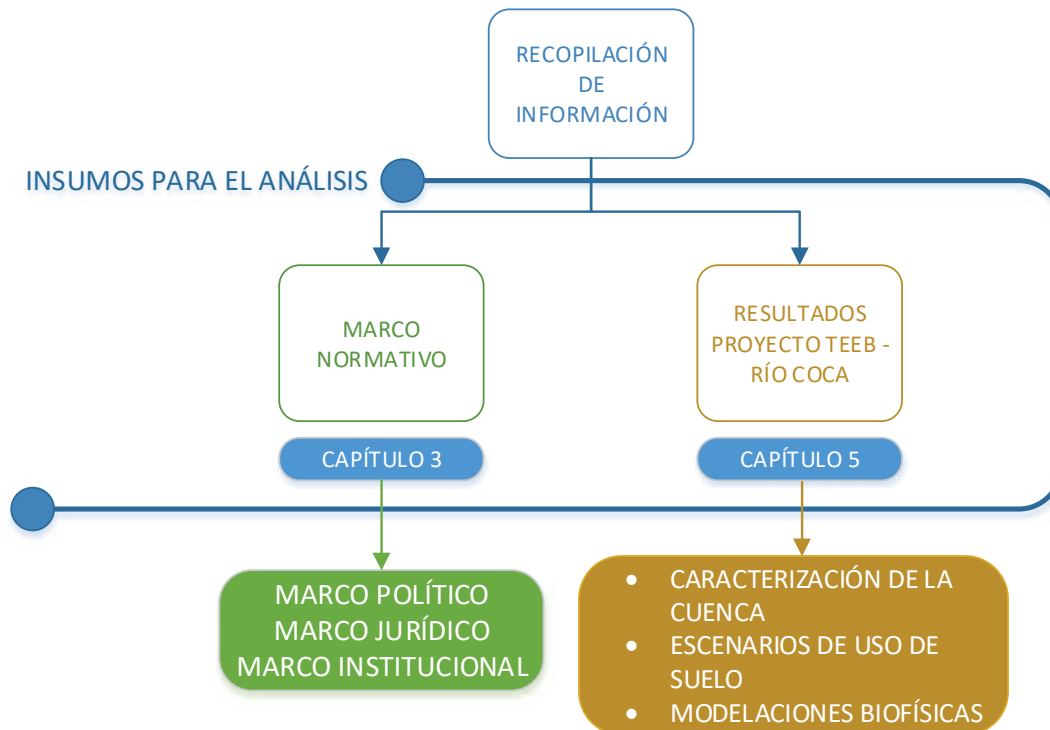 RECOPILACIÓN
DE
INFORMACIÓN
INSUMOS PARA EL ANÁLISIS
MARCO
NORMATIVO
RESULTADOS
PROYECTO TEEB -
RÍO COCA
CAPÍTULO 3
CAPÍTULO 5
MARCO POLÍTICO
MARCO JURÍDICO
MARCO INSTITUCIONAL
• CARACTERIZACIÓN DE LA
CUENCA
• ESCENARIOS DE USO DE
SUELO
• MODELACIONES BIOFÍSICAS